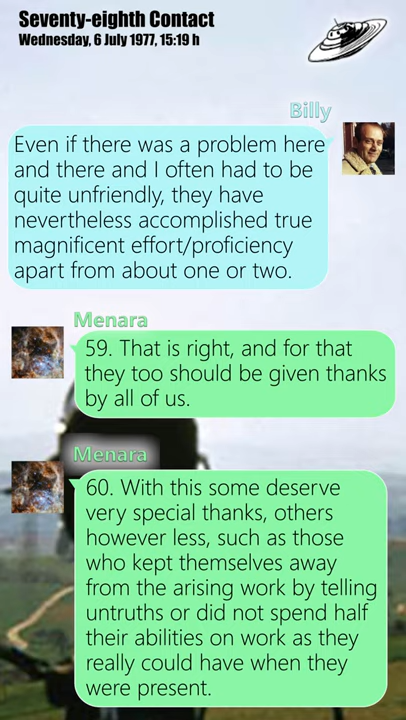 Seventy-eighth Contact
Wednesday, 6 July 1977, 15:19 h
Billy
Even if there was a problem here
and there and I often had to be
quite unfriendly, they have
nevertheless accomplished true
magnificent effort/proficiency
apart from about one or two.
Menara
59. That is right, and for that
they too should be given thanks
by all of us.
Menara
60. With this some deserve
very special thanks, others
however less, such as those
who kept themselves away
from the arising work by telling
untruths or did not spend half
their abilities on work as they
really could have when they
were present.